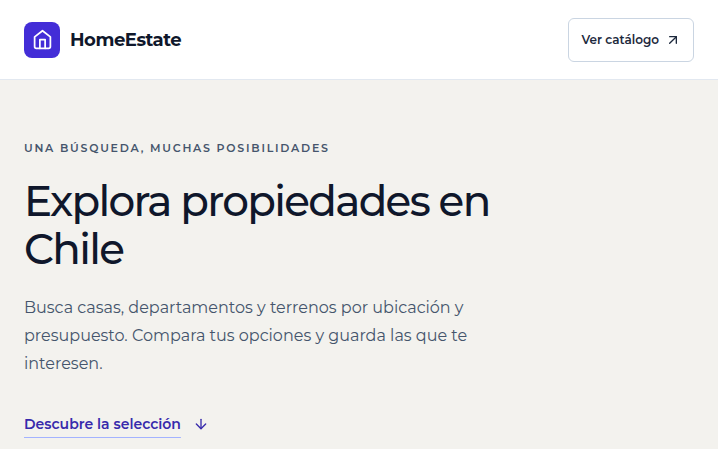 HomeEstate
Ver catálogo
UNA BÚSQUEDA, MUCHAS POSIBILIDADES
Explora propiedades en
Chile
Busca casas, departamentos y terrenos por ubicación y
presupuesto. Compara tus opciones y guarda las que te
interesen.
Descubre la selección